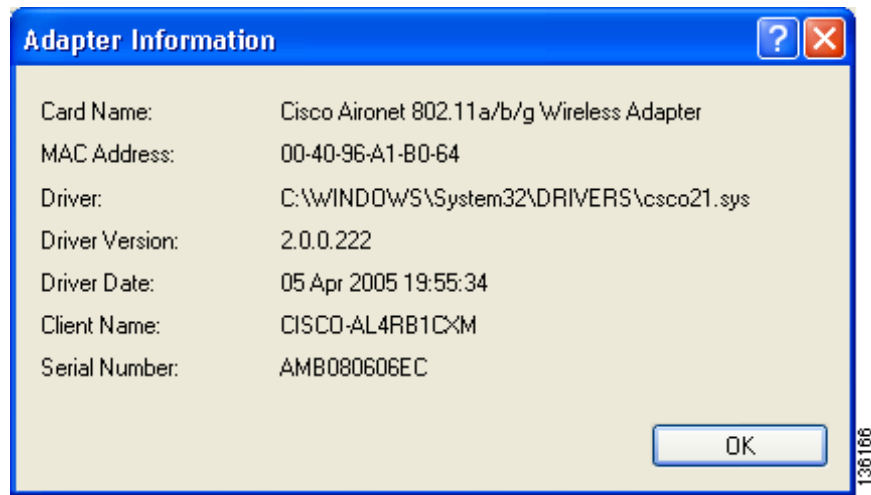 Adapter Information
Card Name: Cisco Aironet 802.11a/b/g Wireless Adapter
MAC Address: 00-40-96-A1-B0-64
Driver: C:\WINDOWS\System32\DRIVERS\csco21.sys
Driver Version: 2.0.0.222
Driver Date: 05 Apr 2005 19:55:34
Client Name: CISCO-AL4RB1CXM
Serial Number: AMB080606EC
OK
136166